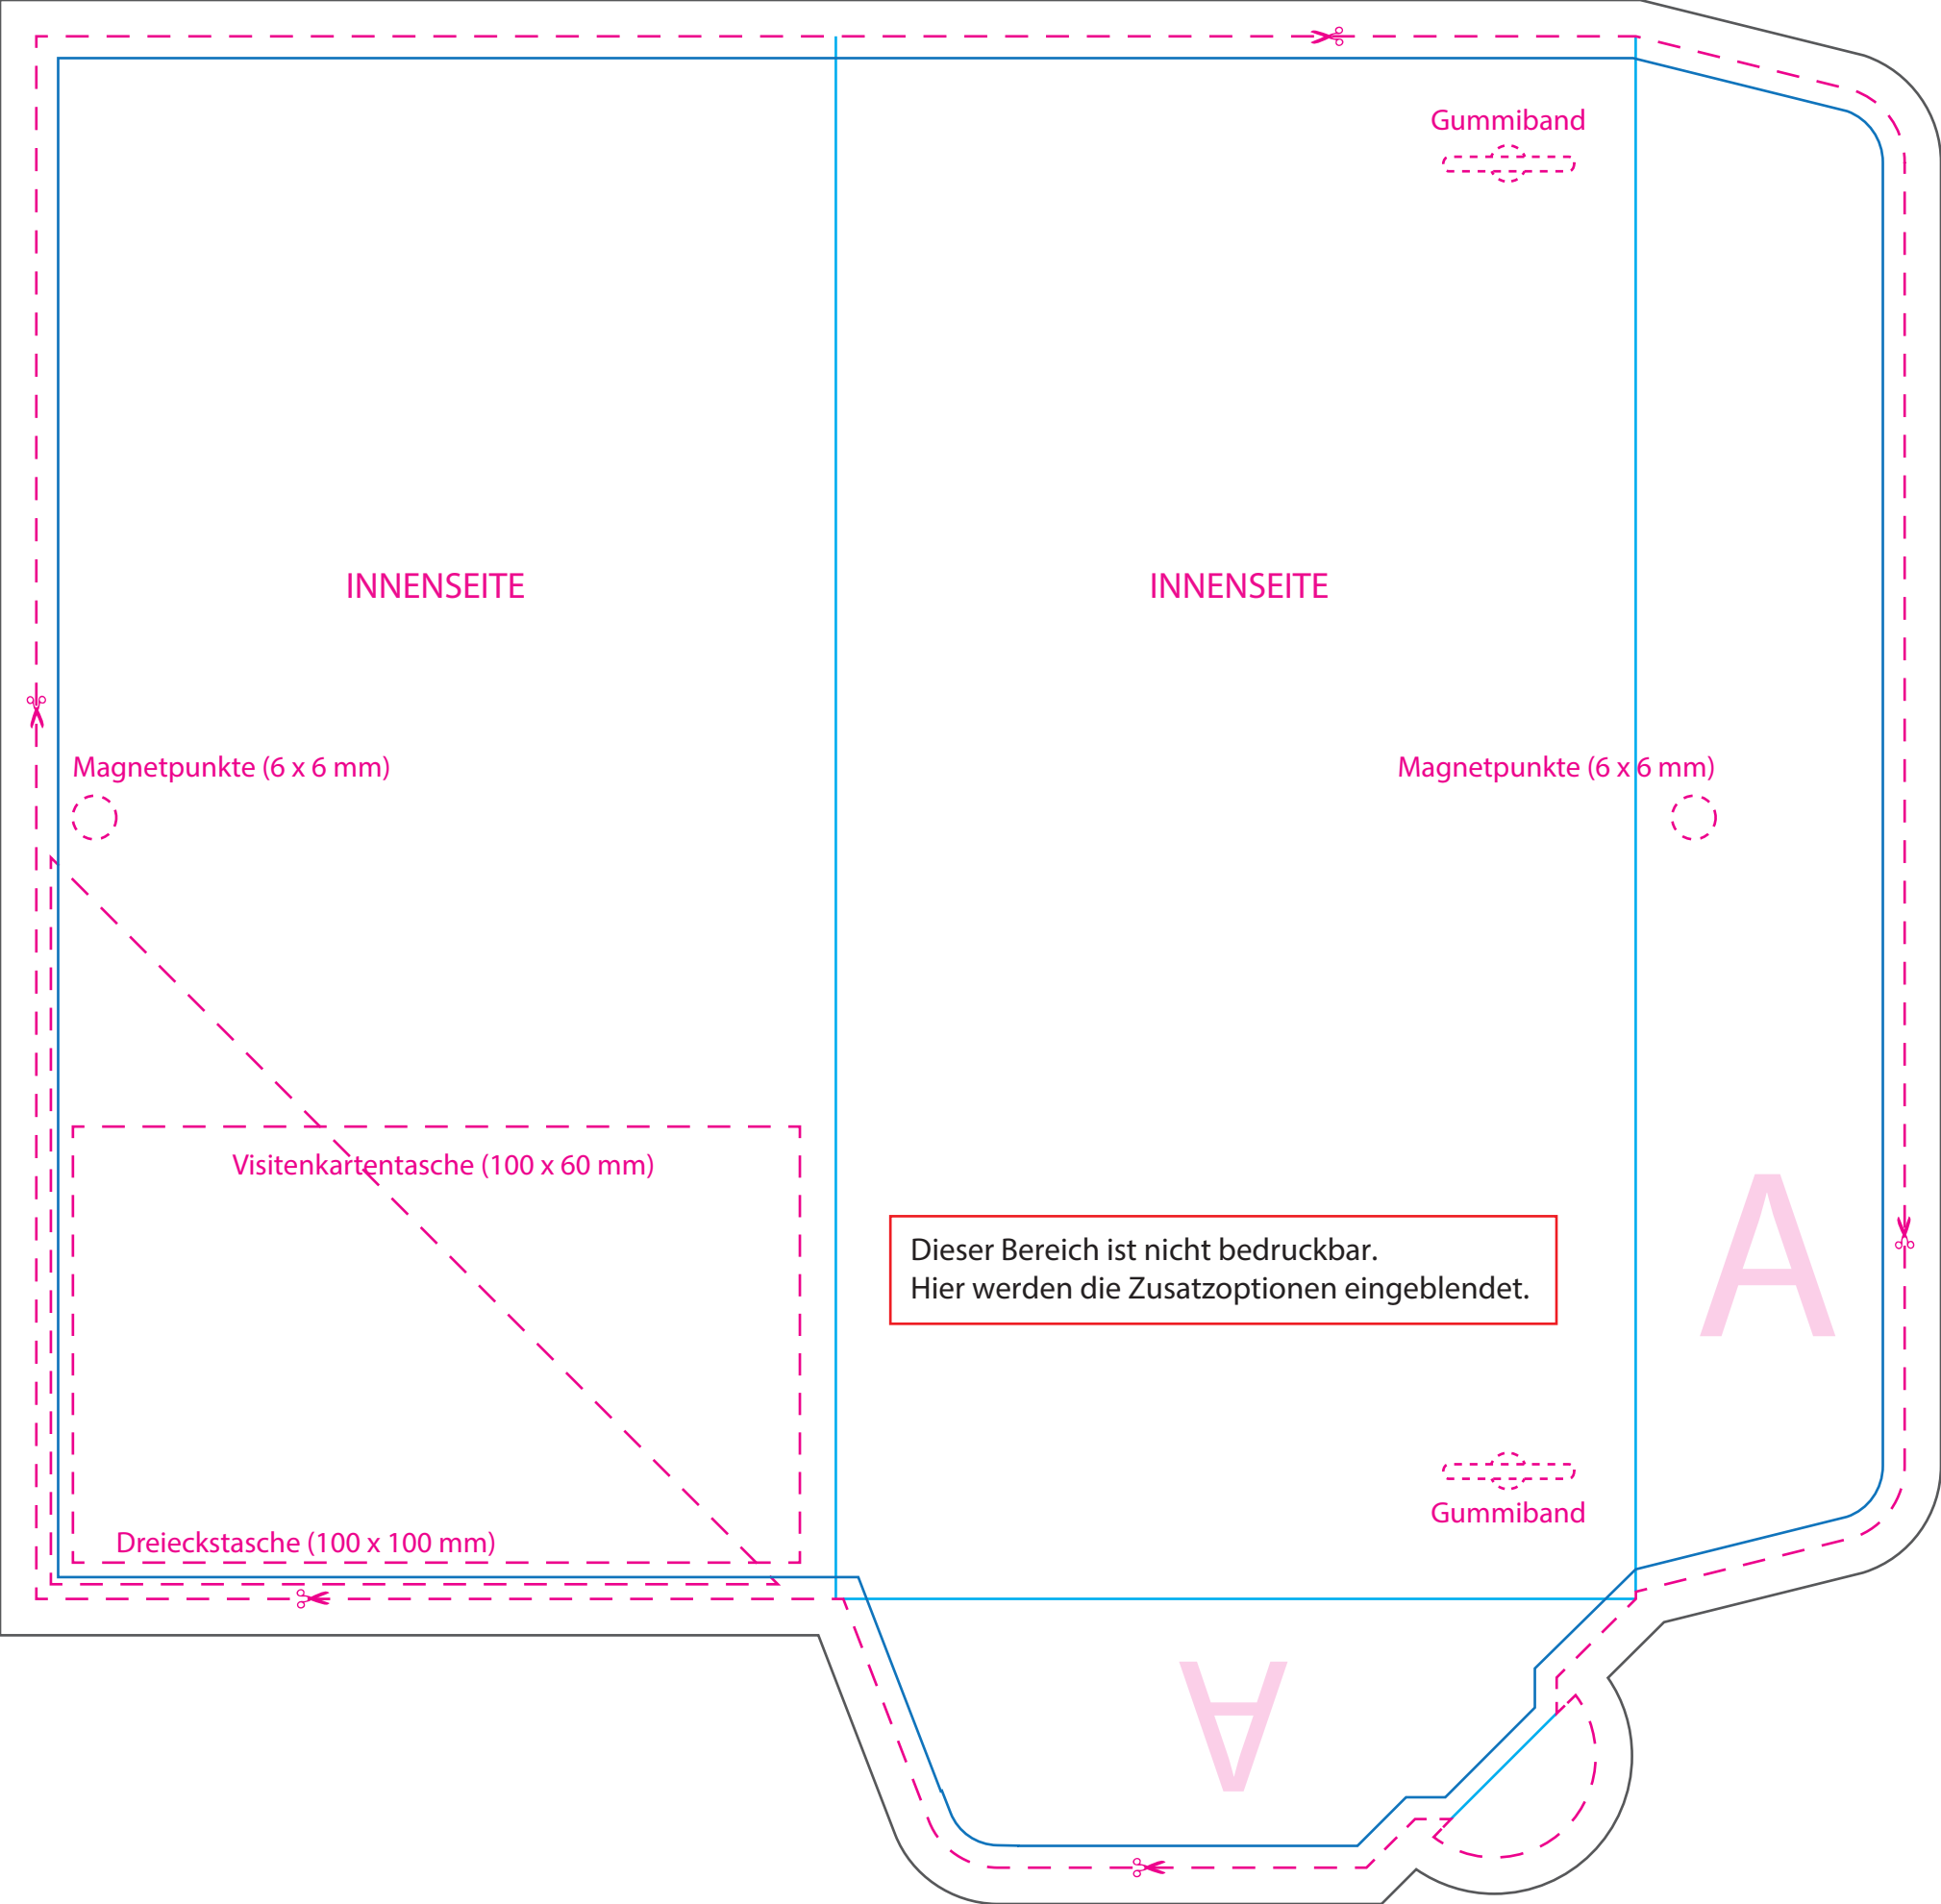 Gummiband
INNENSEITE
INNENSEITE
Magnetpunkte (6 x 6 mm)
Magnetpunkte (6 x 6 mm)
Visitenkartentasche (100 x 60 mm)
Dieser Bereich ist nicht bedruckbar.
Hier werden die Zusatzoptionen eingeblendet.
A
Gummiband
Dreieckstasche (100 x 100 mm)
A